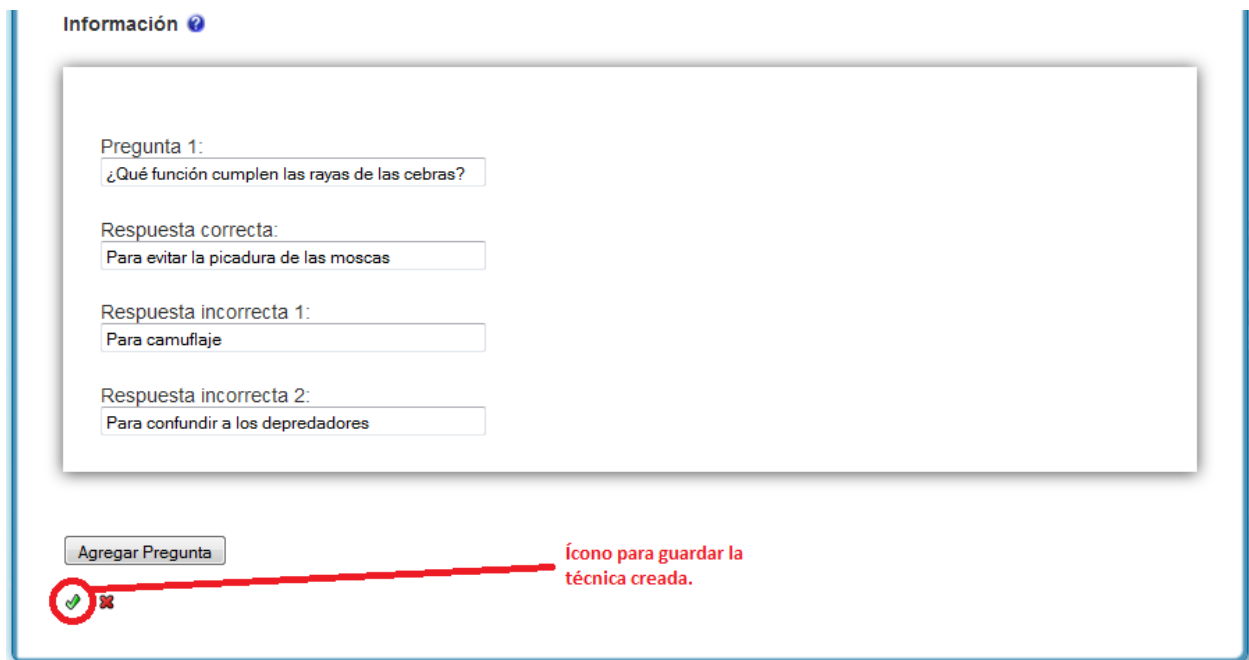 Información
Pregunta 1:
¿Qué función cumplen las rayas de las cebras?
Respuesta correcta:
Para evitar la picadura de las moscas
Respuesta incorrecta 1:
Para camuflaje
Respuesta incorrecta 2:
Para confundir a los depredadores
Agregar Pregunta
Ícono para guardar la
técnica creada.